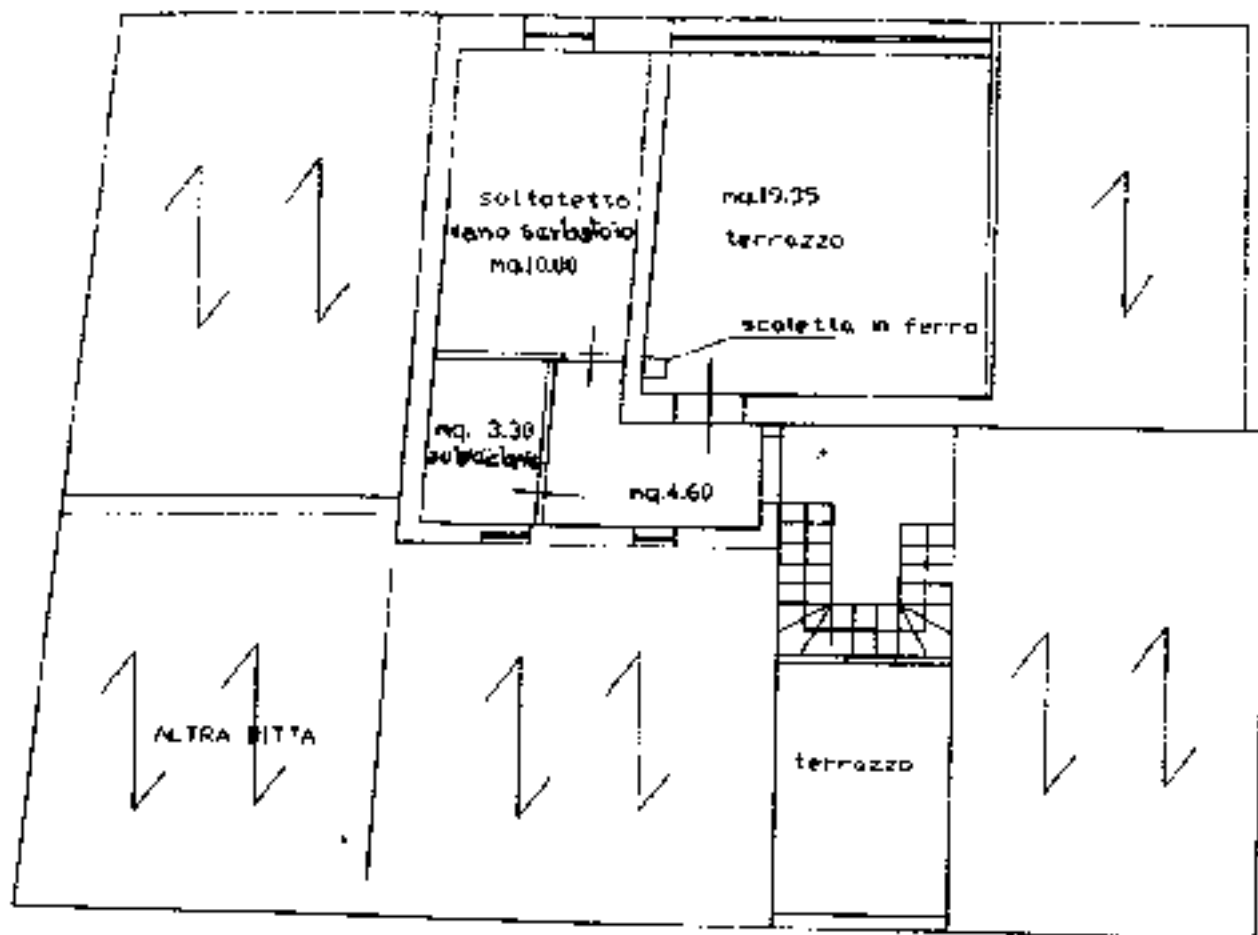 sottotetto
vano
mq.10.00
mq.19.35
terrazzo
scaletta in ferro
mq. 3.30
mq.4.60
ALTRA DITTA
terrazzo